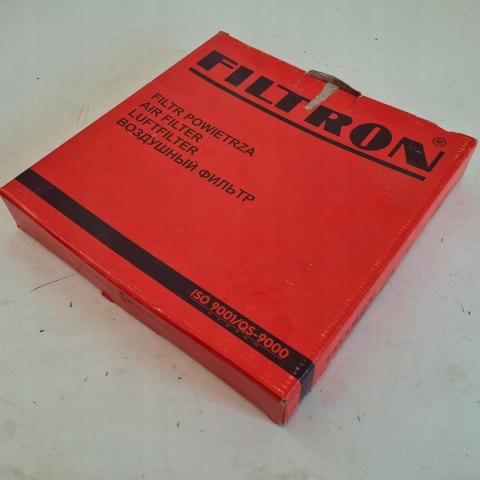 FILTRON®
FILTR POWIETRZA
AIR FILTER
LUFTFILTER
ВОЗДУШНЫЙ ФИЛЬТР
ISO 9001/QS-9000